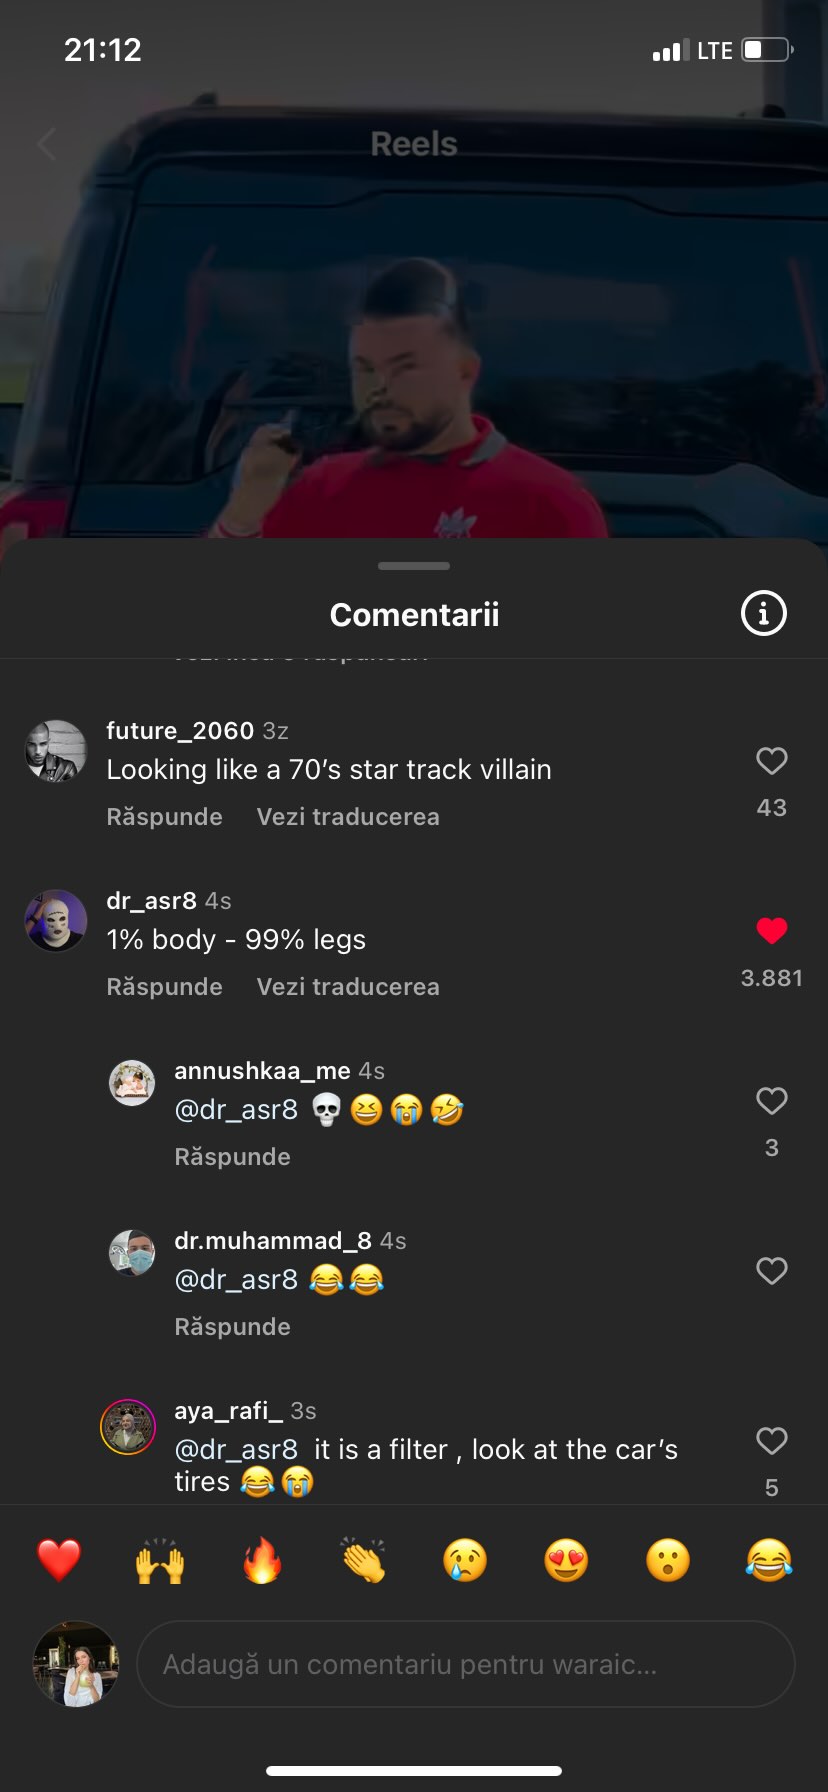 21:12
LTE
Reels
Comentarii
future_2060 3z
Looking like a 70's star track villain
43
Răspunde Vezi traducerea
dr_asr8 4s
1% body - 99% legs
3.881
Răspunde Vezi traducerea
annushkaa_me 4s
@dr_asr8 💀😆😭🤣
3
Răspunde
dr.muhammad_8 4s
@dr_asr8 😂😂
Răspunde
aya_rafi_ 3s
@dr_asr8 it is a filter , look at the car's
tires 😂😭
5
Adaugă un comentariu pentru waraic...